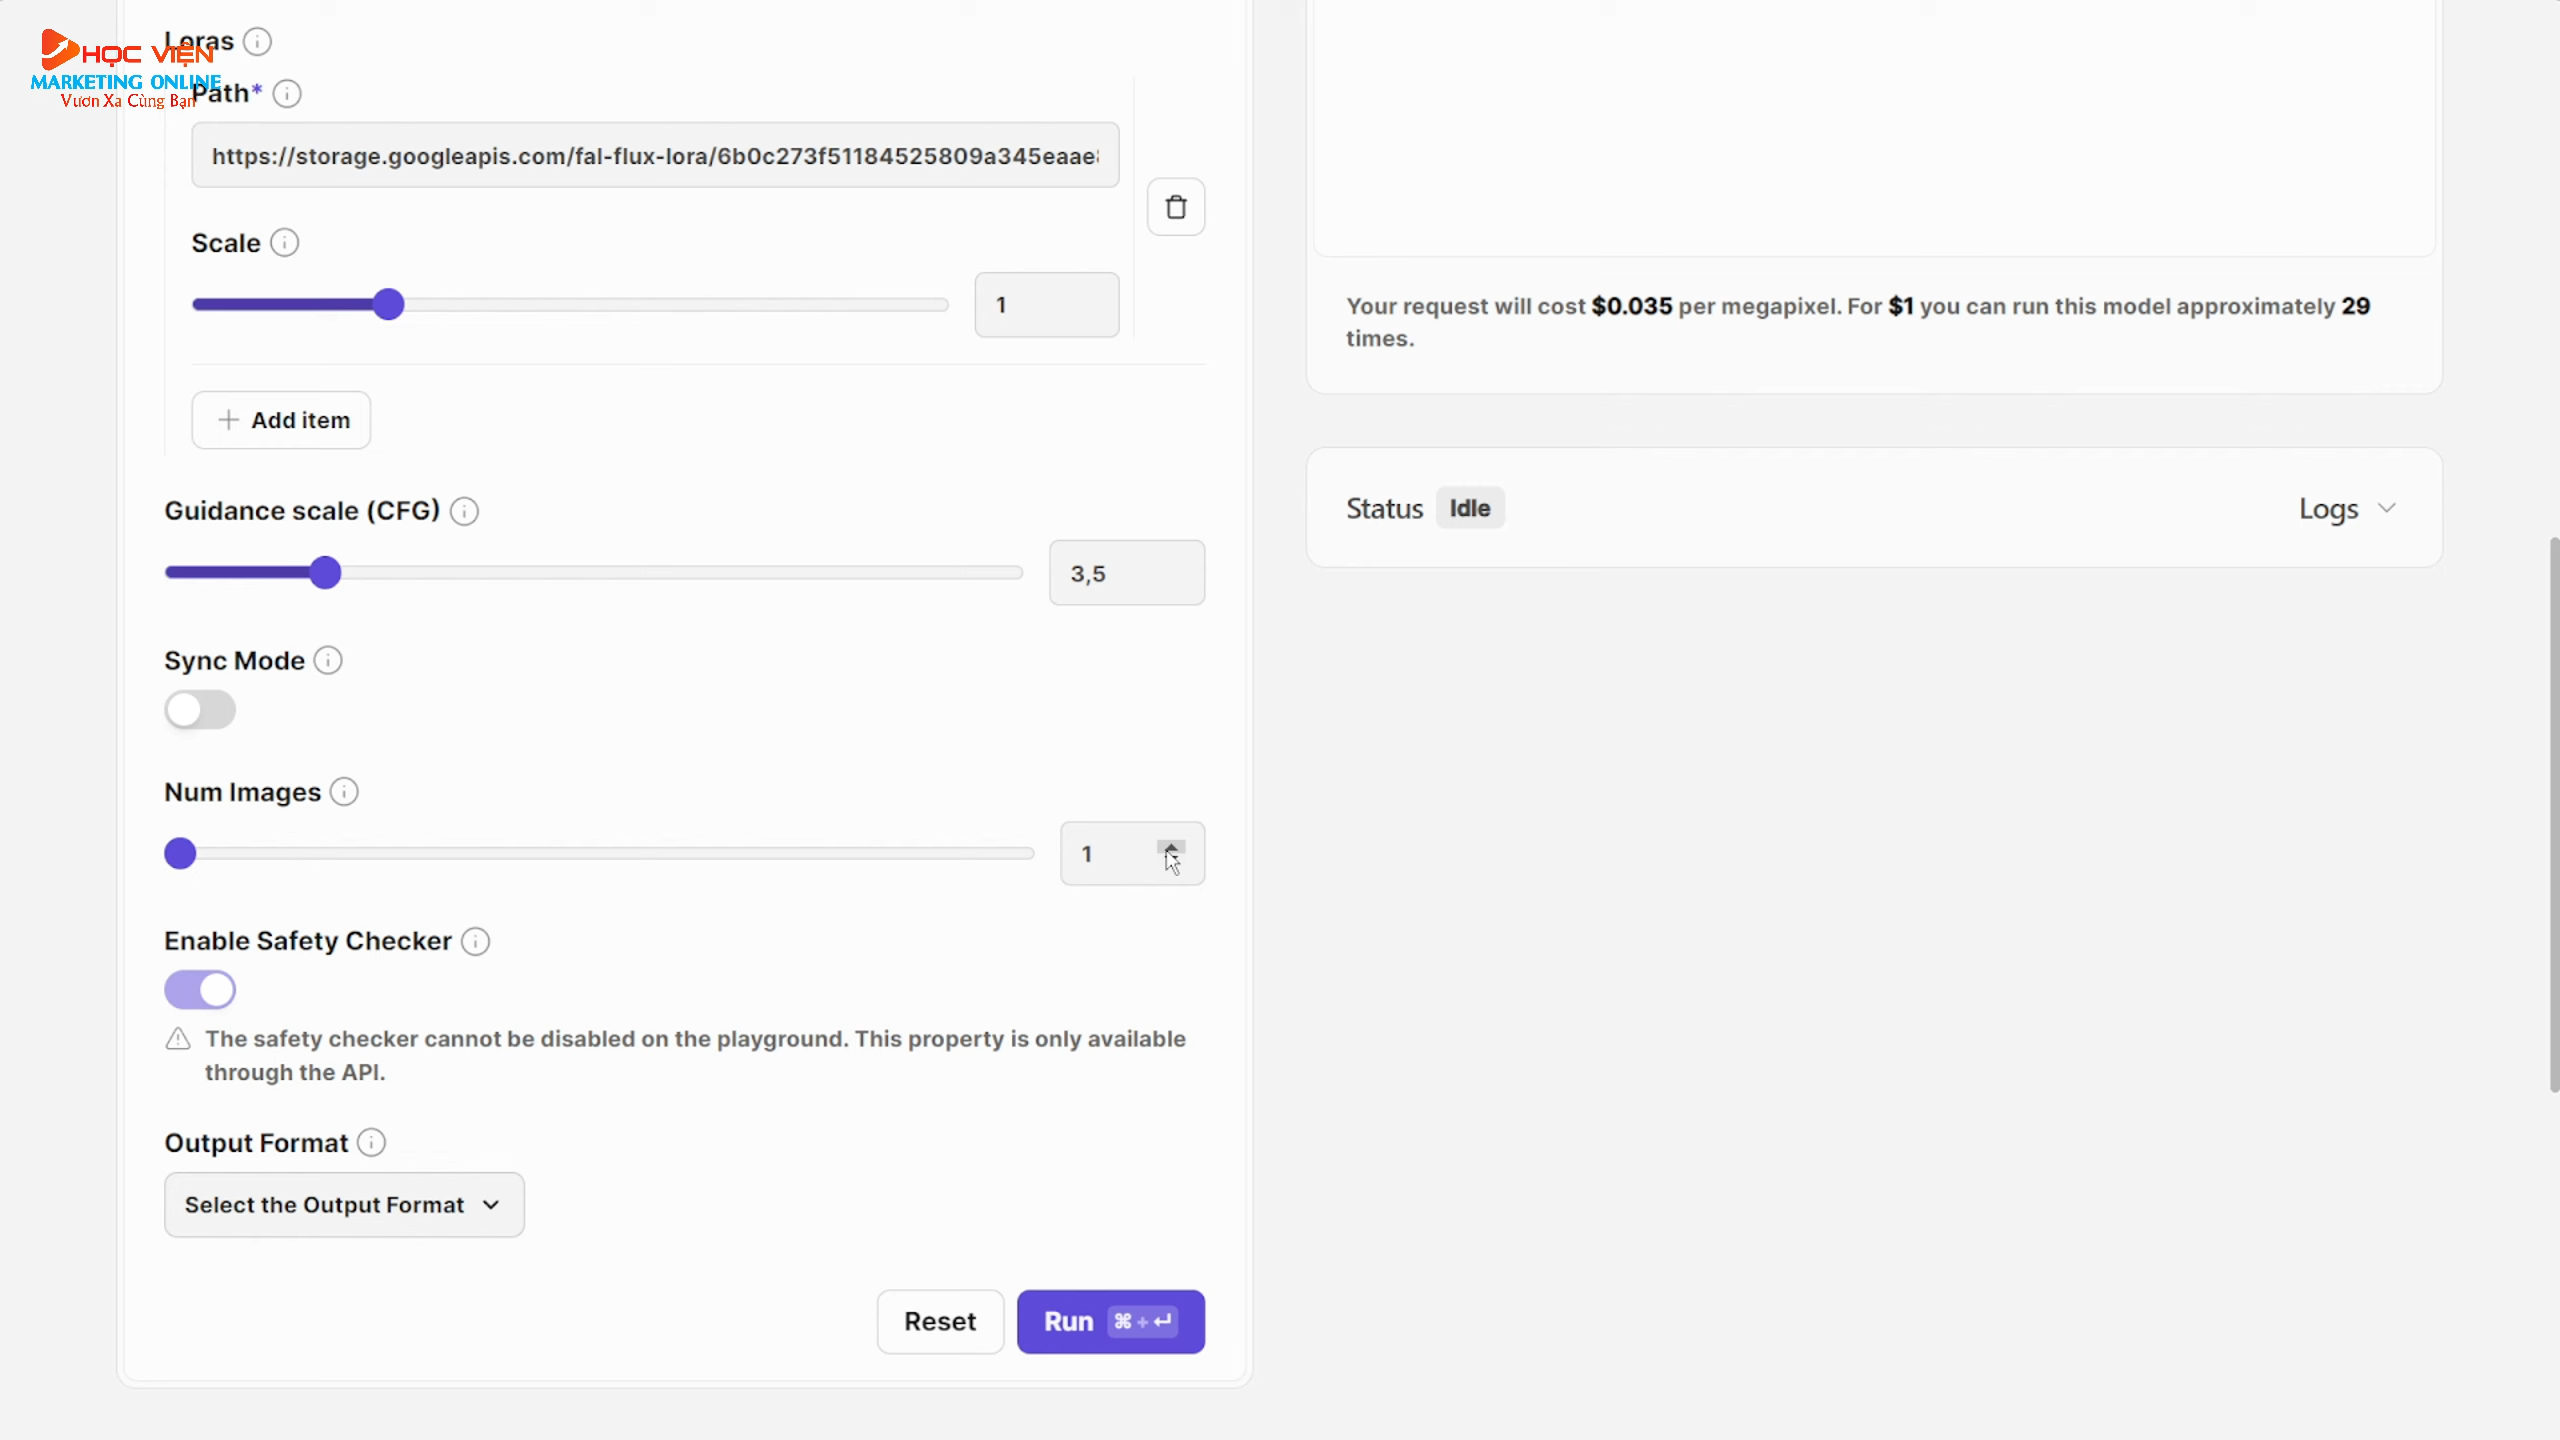 Loras
HỌC VIỆN
MARKETING ONLINE
Vươn Xa Cùng Bạn
Path*
https://storage.googleapis.com/fal-flux-lora/6b0c273f51184525809a345eaae
Scale
1
Add item
Guidance scale (CFG)
3,5
Sync Mode
Num Images
1
Enable Safety Checker
The safety checker cannot be disabled on the playground. This property is only available
through the API.
Output Format
Select the Output Format
Reset
Run ⌘+↵
Your request will cost $0.035 per megapixel. For $1 you can run this model approximately 29
times.
Status Idle
Logs